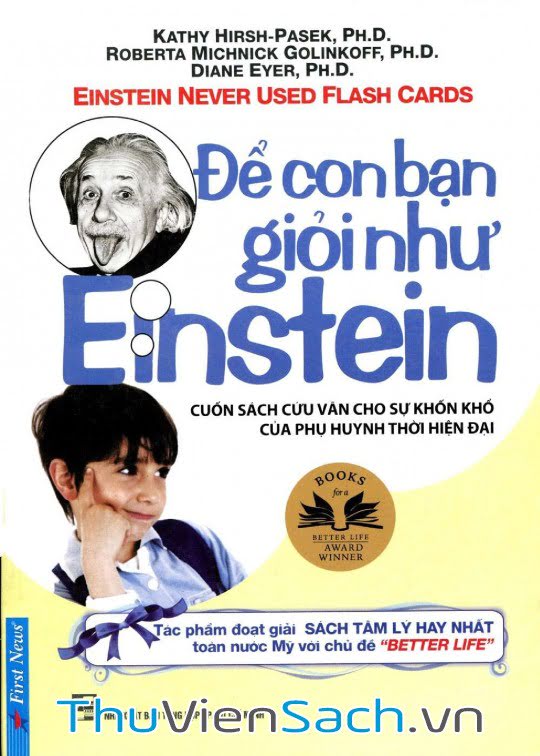 KATHY HIRSH-PASEK, PH.D.
ROBERTA MICHNICK GOLINKOFF, PH.D.
DIANE EYER, PH.D.
EINSTEIN NEVER USED FLASH CARDS
Để con bạn
giỏi như
Einstein
CUỐN SÁCH CỨU VÃN CHO SỰ KHỐN KHỔ
CỦA PHỤ HUYNH THỜI HIỆN ĐẠI
BOOKS
for a
BETTER LIFE
AWARD
WINNER
Tác phẩm đoạt giải SÁCH TÂM LÝ HAY NHẤT
toàn nước Mỹ với chủ đề “BETTER LIFE”
First News
ThuVienSach.vn